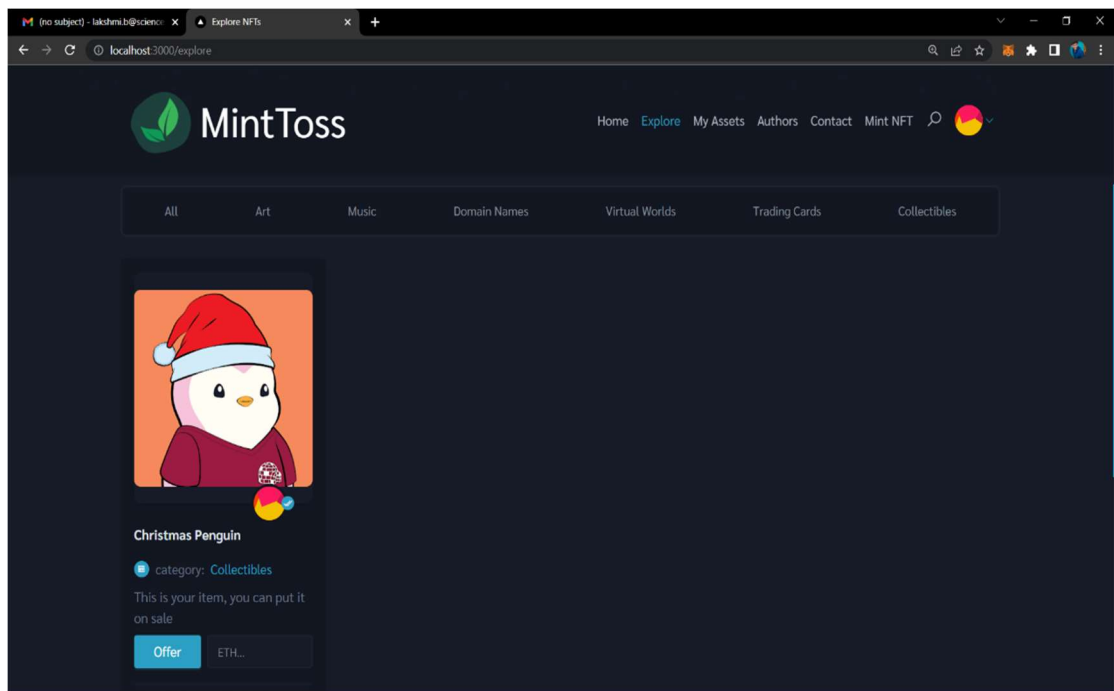 (no subject) - lakshmi.b@science
Explore NFTs
localhost:3000/explore
MintToss
Home Explore My Assets Authors Contact Mint NFT
All Art Music Domain Names Virtual Worlds Trading Cards Collectibles
Christmas Penguin
category: Collectibles
This is your item, you can put it
on sale
Offer ETH...